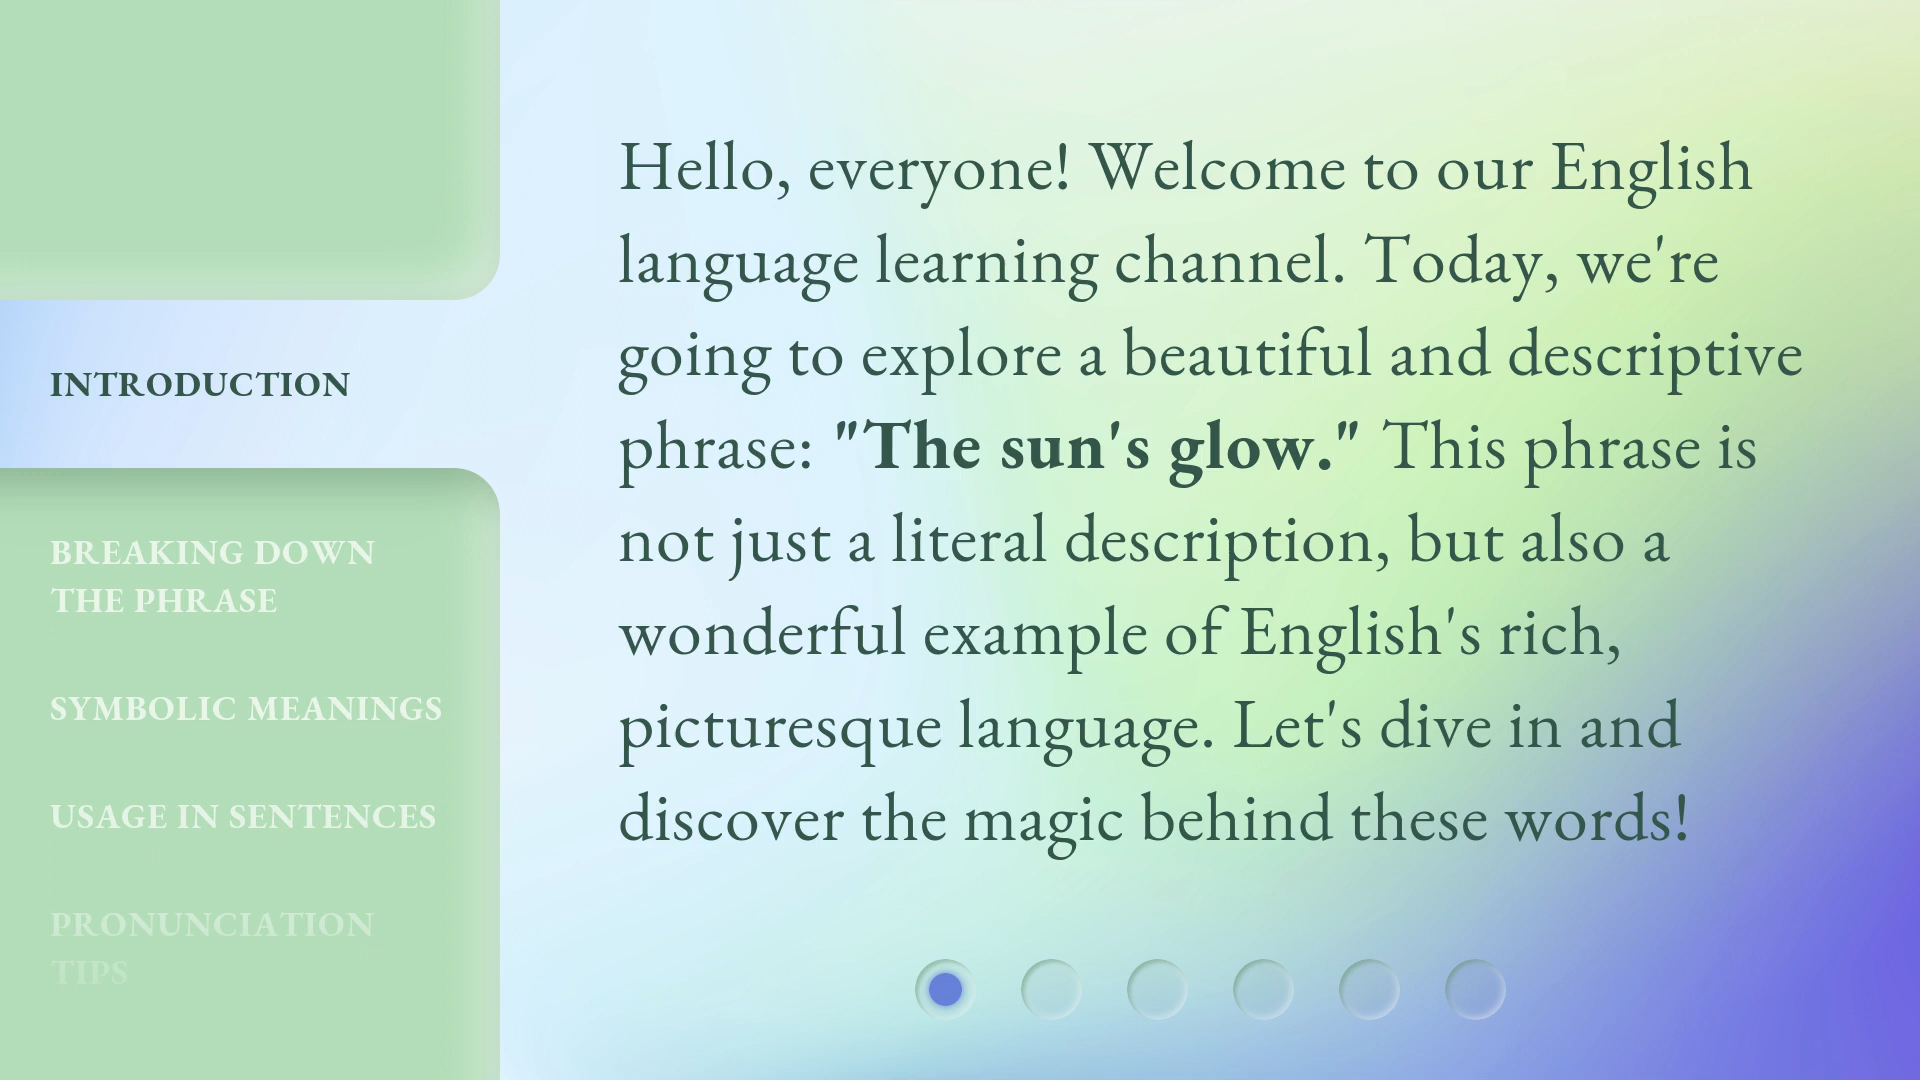 INTRODUCTION
BREAKING DOWN
THE PHRASE
SYMBOLIC MEANINGS
USAGE IN SENTENCES
PRONUNCIATION
TIPS
Hello, everyone! Welcome to our English
language learning channel. Today, we're
going to explore a beautiful and descriptive
phrase: "The sun's glow." This phrase is
not just a literal description, but also a
wonderful example of English's rich,
picturesque language. Let's dive in and
discover the magic behind these words!